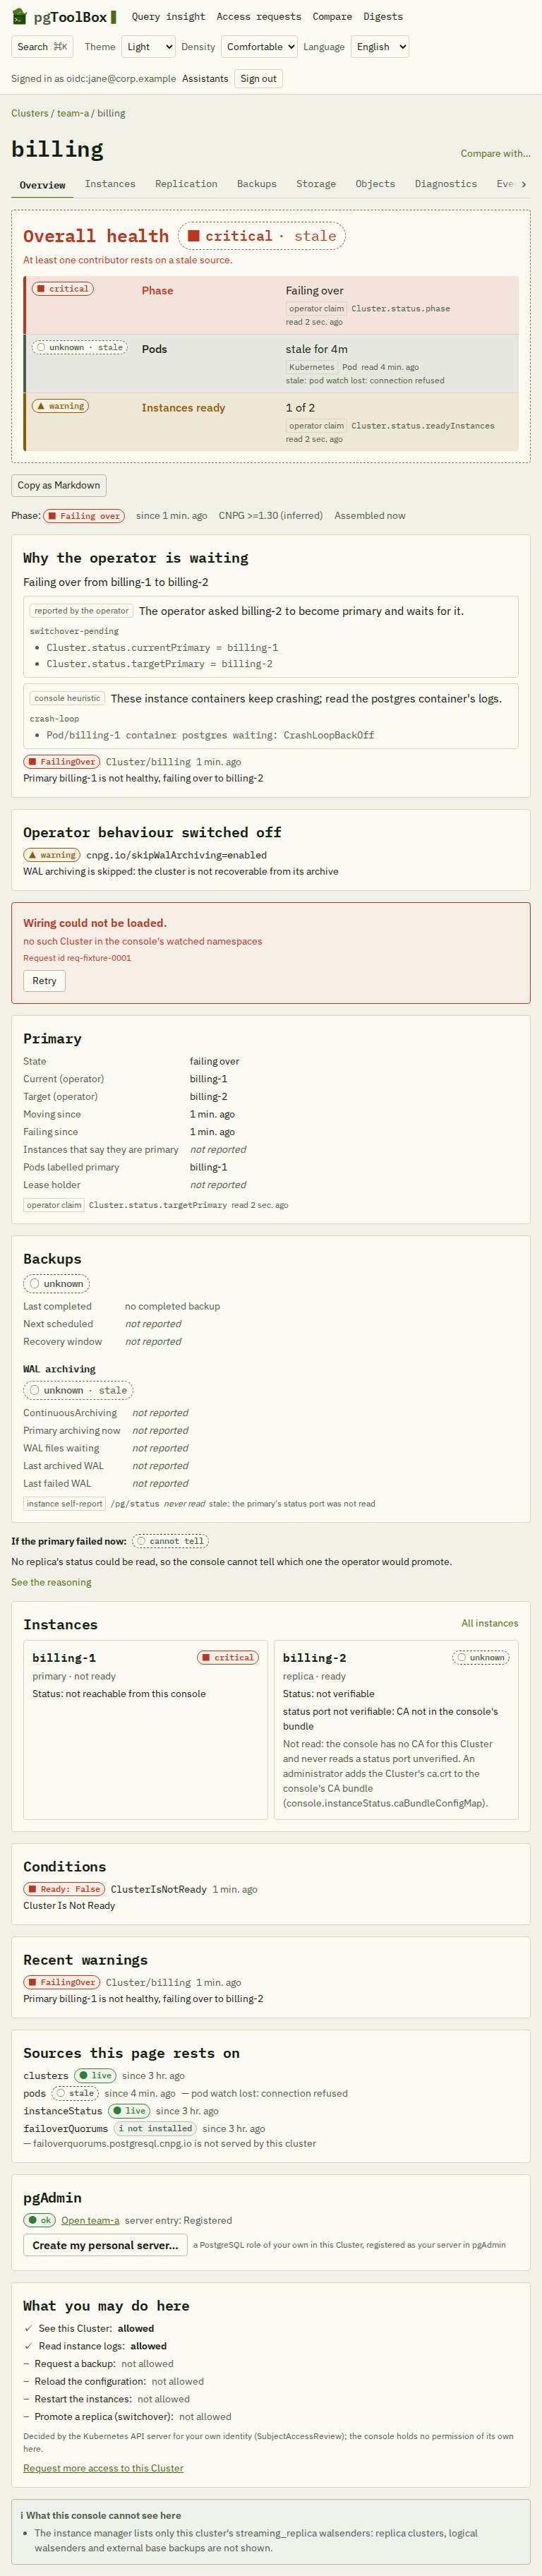 pgToolBox
Query insight Access requests Compare Digests
Search ⌘K Theme Light Density Comfortable Language English
Signed in as oidc:jane@corp.example Assistants Sign out
Clusters / team-a / billing
billing
Compare with…
Overview Instances Replication Backups Storage Objects Diagnostics Eve
Overall health critical · stale
At least one contributor rests on a stale source.
critical Phase Failing over
operator claim Cluster.status.phase
read 2 sec. ago
unknown · stale Pods stale for 4m
Kubernetes Pod read 4 min. ago
stale: pod watch lost: connection refused
warning Instances ready 1 of 2
operator claim Cluster.status.readyInstances
read 2 sec. ago
Copy as Markdown
Phase: Failing over since 1 min. ago CNPG >=1.30 (inferred) Assembled now
Why the operator is waiting
Failing over from billing-1 to billing-2
reported by the operator The operator asked billing-2 to become primary and waits for it.
switchover-pending
• Cluster.status.currentPrimary = billing-1
• Cluster.status.targetPrimary = billing-2
console heuristic These instance containers keep crashing; read the postgres container's logs.
crash-loop
• Pod/billing-1 container postgres waiting: CrashLoopBackOff
FailingOver Cluster/billing 1 min. ago
Primary billing-1 is not healthy, failing over to billing-2
Operator behaviour switched off
warning cnpg.io/skipWalArchiving=enabled
WAL archiving is skipped: the cluster is not recoverable from its archive
Wiring could not be loaded.
no such Cluster in the console's watched namespaces
Request id req-fixture-0001
Retry
Primary
State failing over
Current (operator) billing-1
Target (operator) billing-2
Moving since 1 min. ago
Failing since 1 min. ago
Instances that say they are primary not reported
Pods labelled primary billing-1
Lease holder not reported
operator claim Cluster.status.targetPrimary read 2 sec. ago
Backups
unknown
Last completed no completed backup
Next scheduled not reported
Recovery window not reported
WAL archiving
unknown · stale
ContinuousArchiving not reported
Primary archiving now not reported
WAL files waiting not reported
Last archived WAL not reported
Last failed WAL not reported
instance self-report /pg/status never read stale: the primary's status port was not read
If the primary failed now: cannot tell
No replica's status could be read, so the console cannot tell which one the operator would promote.
See the reasoning
Instances All instances
billing-1 critical
primary · not ready
Status: not reachable from this console
billing-2 unknown
replica · ready
Status: not verifiable
status port not verifiable: CA not in the console's
bundle
Not read: the console has no CA for this Cluster
and never reads a status port unverified. An
administrator adds the Cluster's ca.crt to the
console's CA bundle
(console.instanceStatus.caBundleConfigMap).
Conditions
Ready: False ClusterIsNotReady 1 min. ago
Cluster Is Not Ready
Recent warnings
FailingOver Cluster/billing 1 min. ago
Primary billing-1 is not healthy, failing over to billing-2
Sources this page rests on
clusters live since 3 hr. ago
pods stale since 4 min. ago — pod watch lost: connection refused
instanceStatus live since 3 hr. ago
failoverQuorums i not installed since 3 hr. ago
— failoverquorums.postgresql.cnpg.io is not served by this cluster
pgAdmin
ok Open team-a server entry: Registered
Create my personal server… a PostgreSQL role of your own in this Cluster, registered as your server in pgAdmin
What you may do here
✓ See this Cluster: allowed
✓ Read instance logs: allowed
– Request a backup: not allowed
– Reload the configuration: not allowed
– Restart the instances: not allowed
– Promote a replica (switchover): not allowed
Decided by the Kubernetes API server for your own identity (SubjectAccessReview); the console holds no permission of its own
here.
Request more access to this Cluster
i What this console cannot see here
• The instance manager lists only this cluster's streaming_replica walsenders: replica clusters, logical
walsenders and external base backups are not shown.